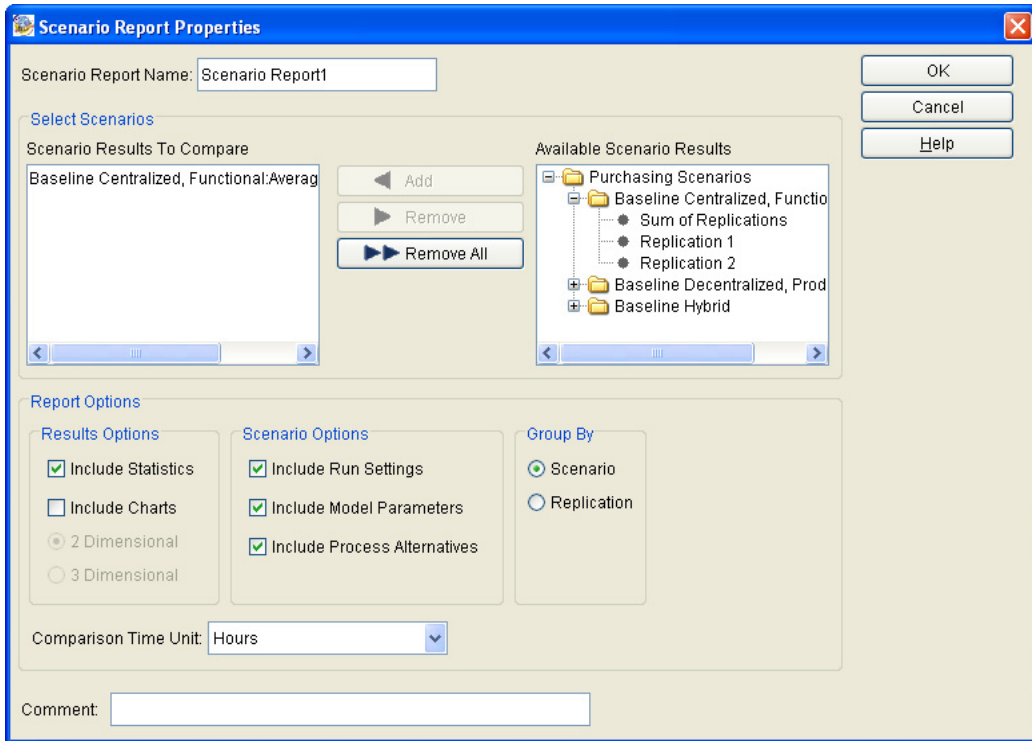 Scenario Report Properties
Scenario Report Name: Scenario Report1
OK
Cancel
Help
Select Scenarios
Scenario Results To Compare
Baseline Centralized, Functional:Averag
Add
Remove
Remove All
Available Scenario Results
Purchasing Scenarios
Baseline Centralized, Functio
Sum of Replications
Replication 1
Replication 2
Baseline Decentralized, Prod
Baseline Hybrid
Report Options
Results Options
Include Statistics
Include Charts
2 Dimensional
3 Dimensional
Scenario Options
Include Run Settings
Include Model Parameters
Include Process Alternatives
Group By
Scenario
Replication
Comparison Time Unit: Hours
Comment: